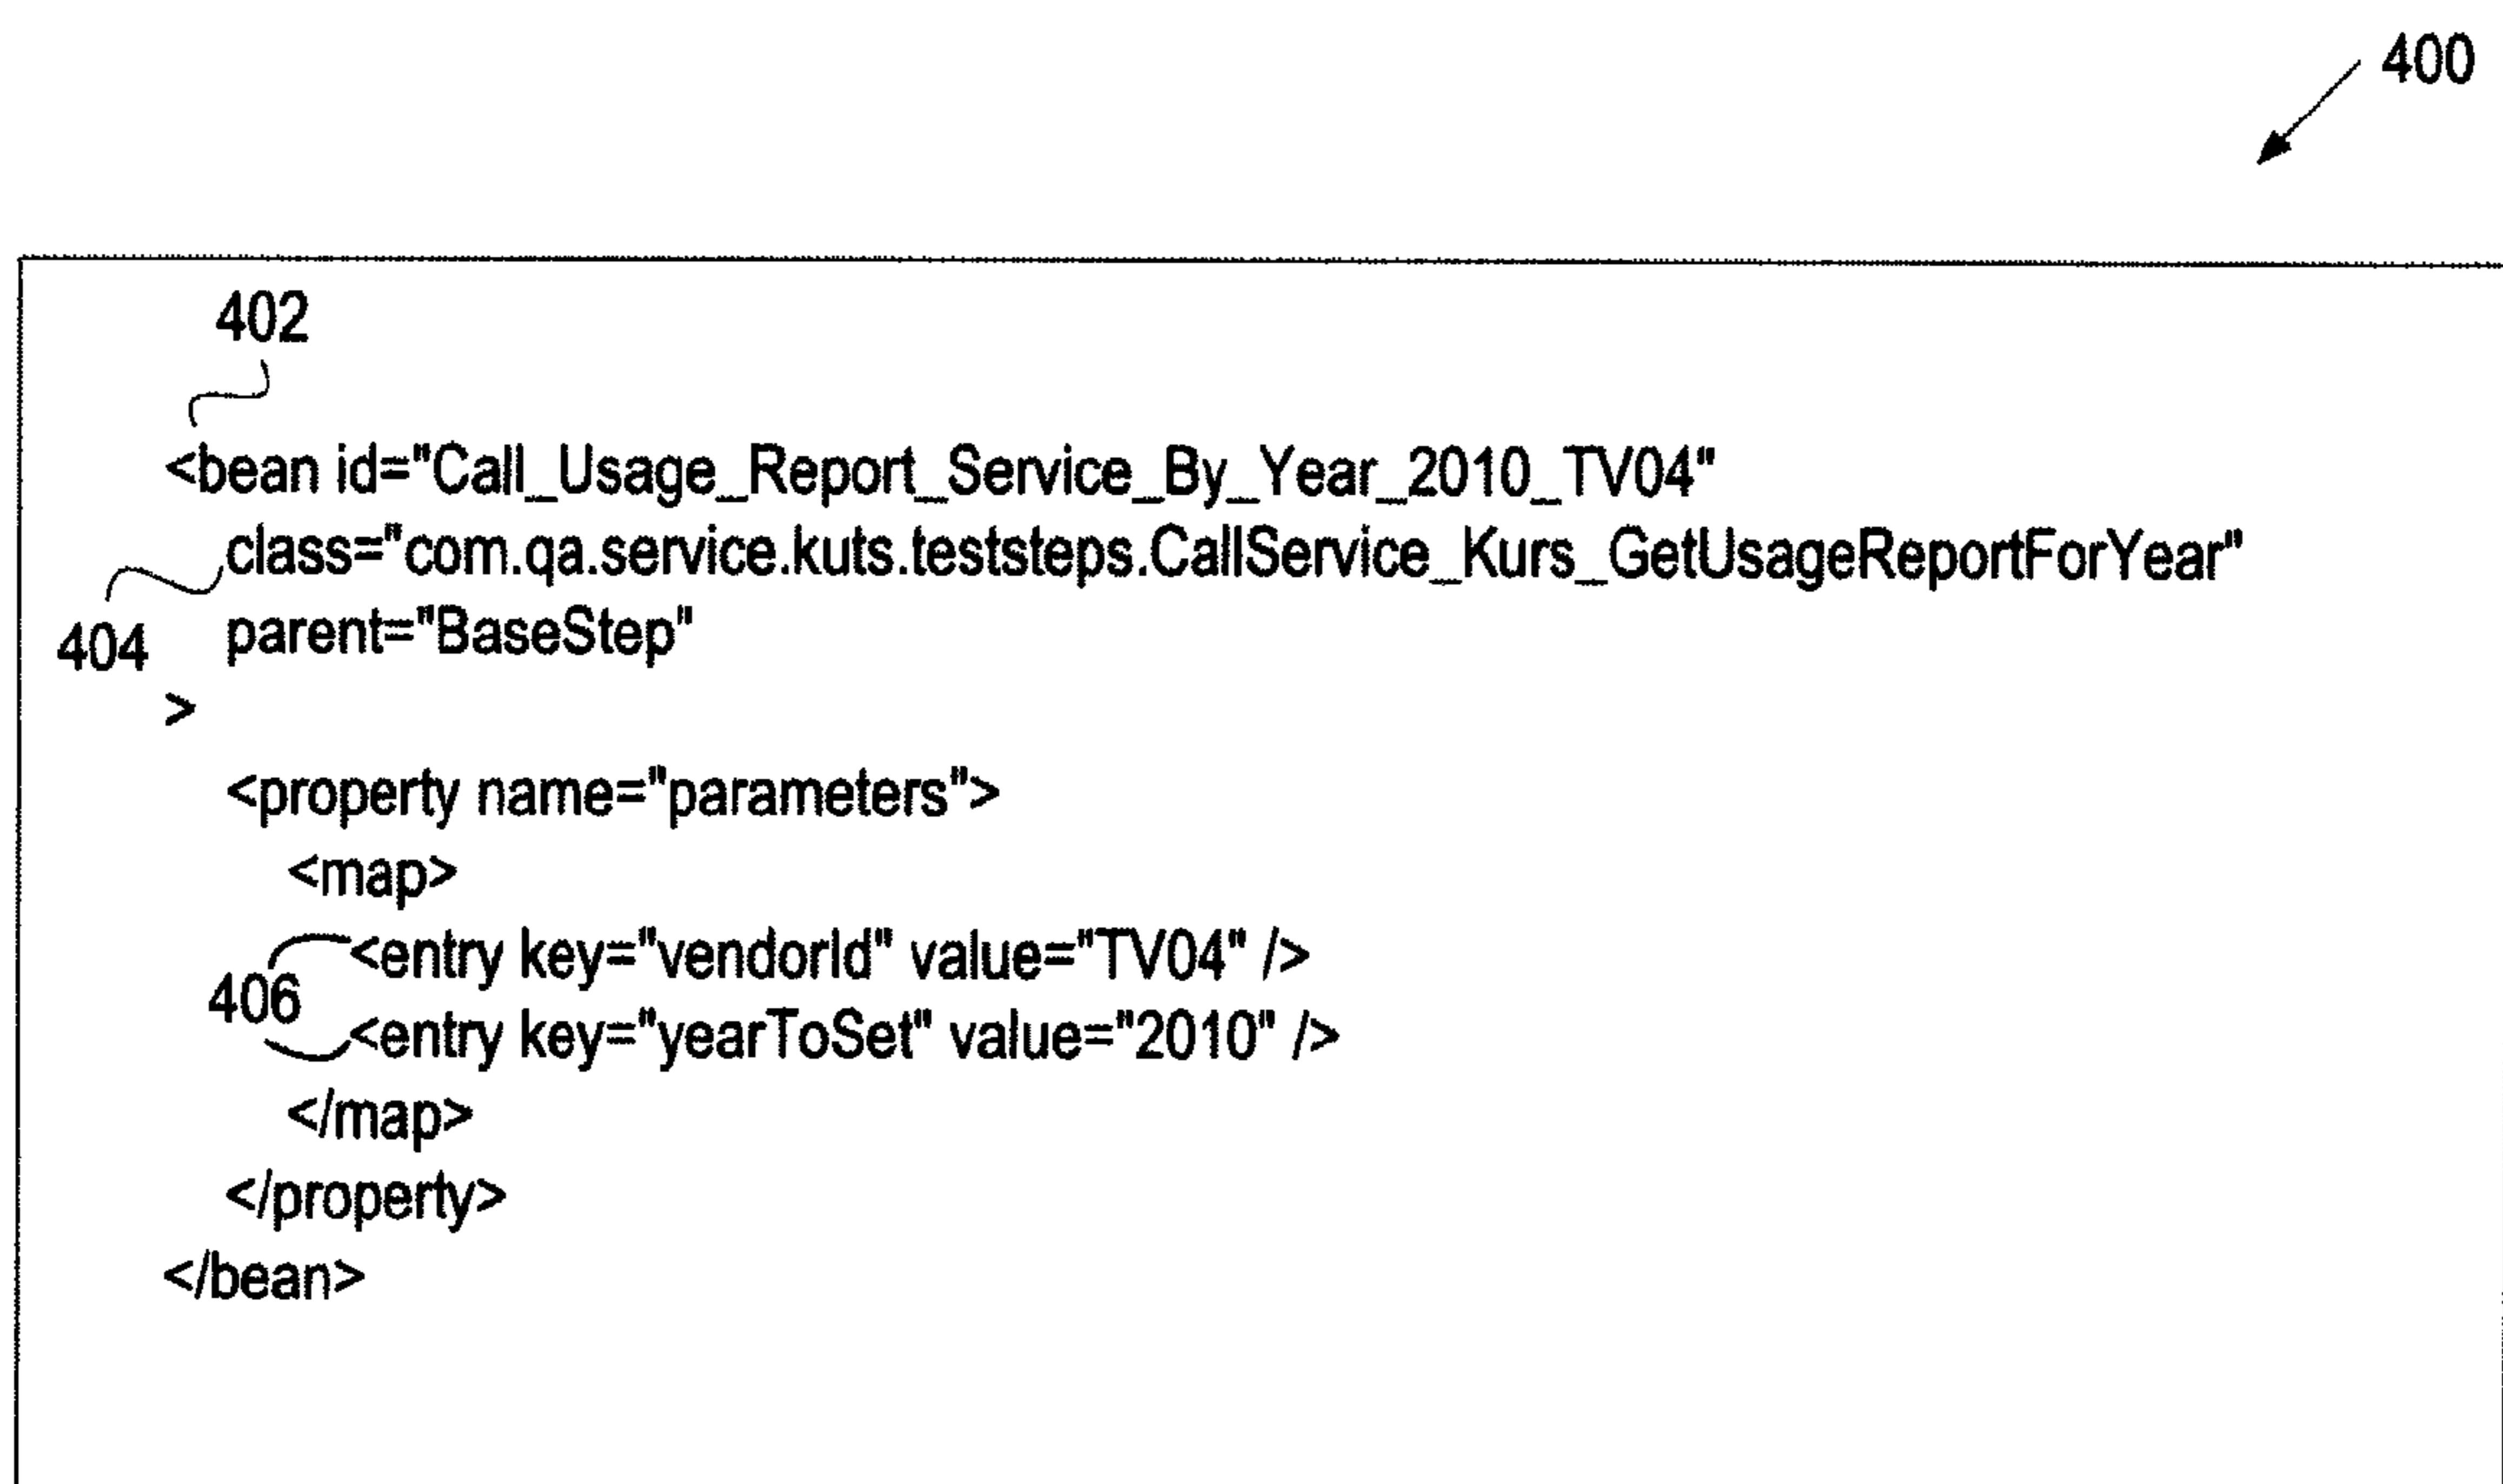 400
402
<bean id="Call_Usage_Report_Service_By_Year_2010_TV04"
class="com.qa.service.kuts.teststeps.CallService_Kurs_GetUsageReportForYear"
404 parent="BaseStep"
>
<property name="parameters">
<map>
<entry key="vendorId" value="TV04" />
406
<entry key="yearToSet" value="2010" />
</map>
</property>
</bean>